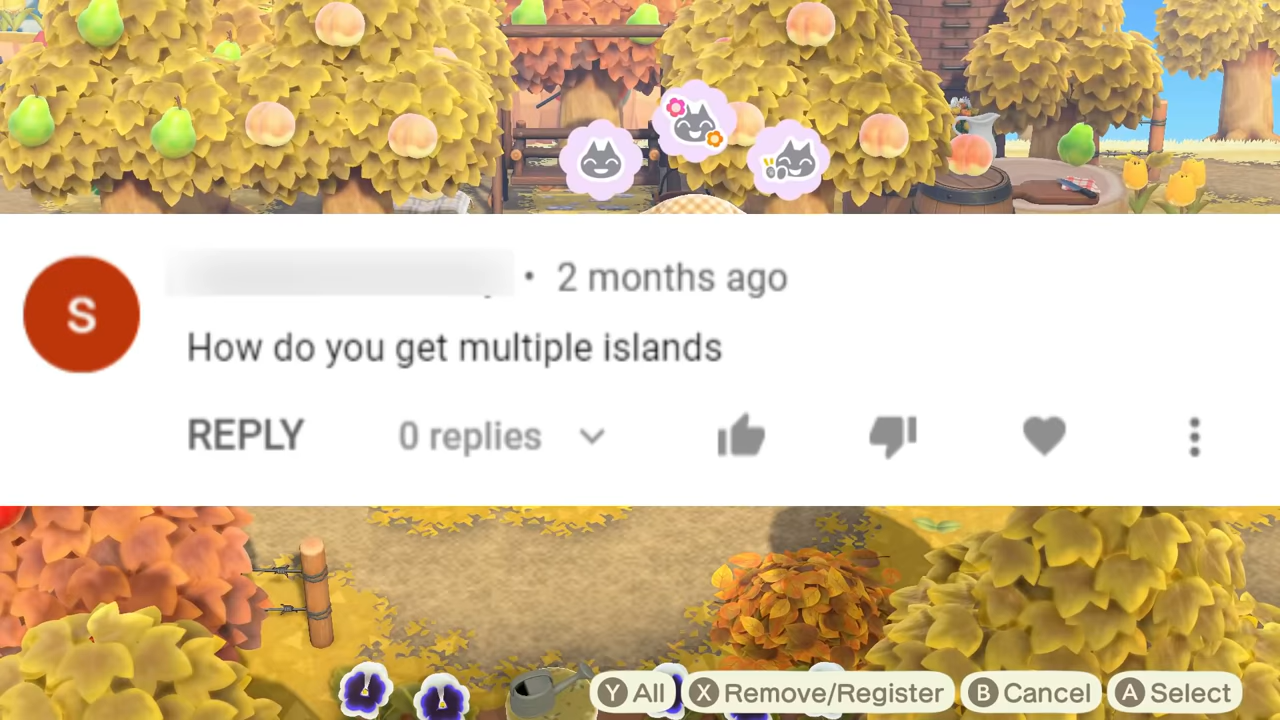 S
• 2 months ago
How do you get multiple islands
REPLY 0 replies
Y All X Remove/Register B Cancel A Select